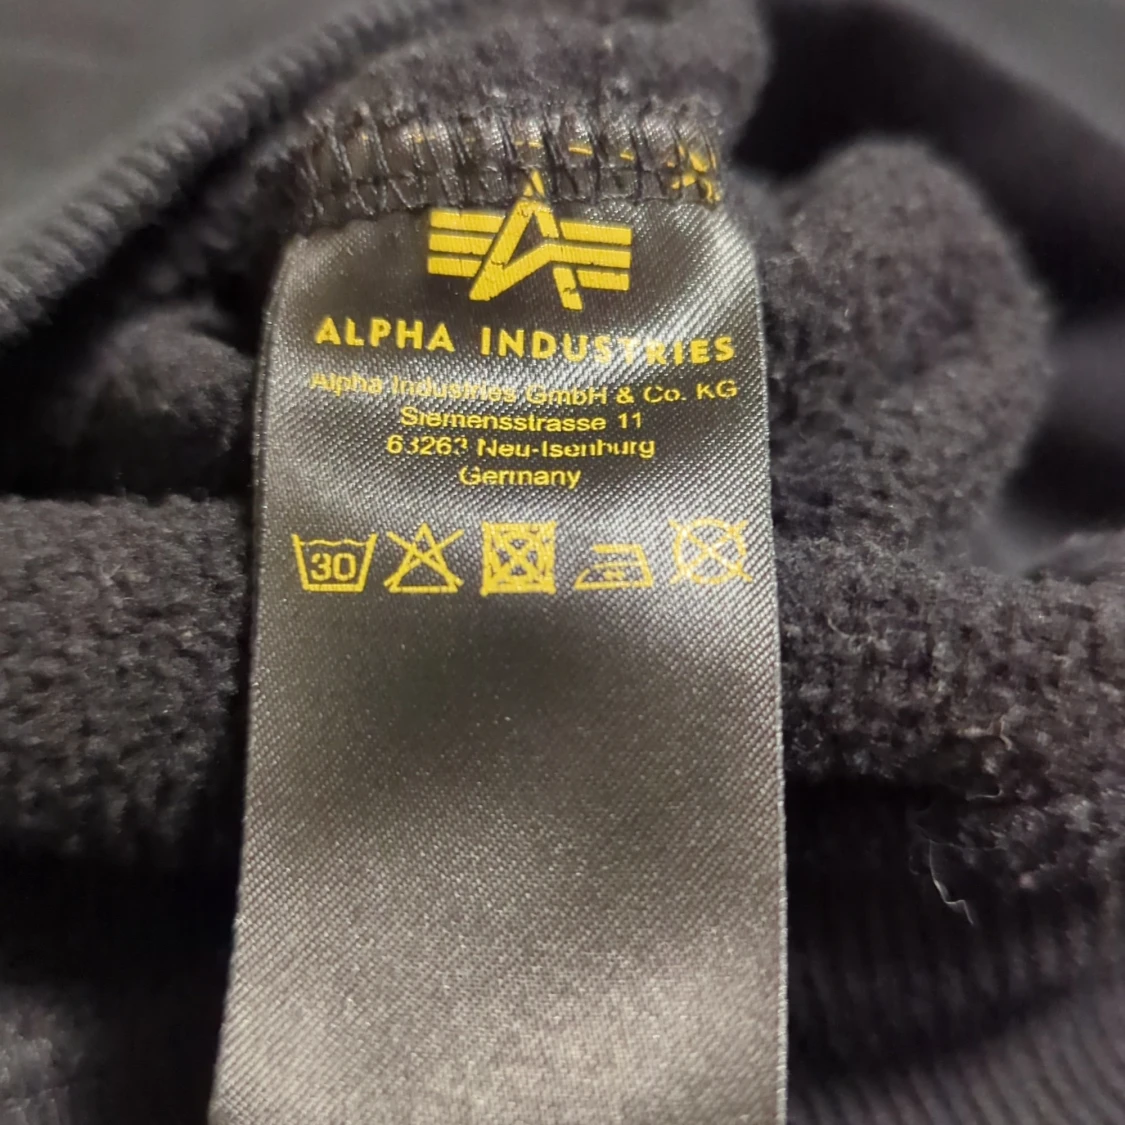 ALPHA INDUSTRIES
Alpha Industries GmbH & Co. KG
Siemensstrasse 11
63263 Neu-Isenburg
Germany
30